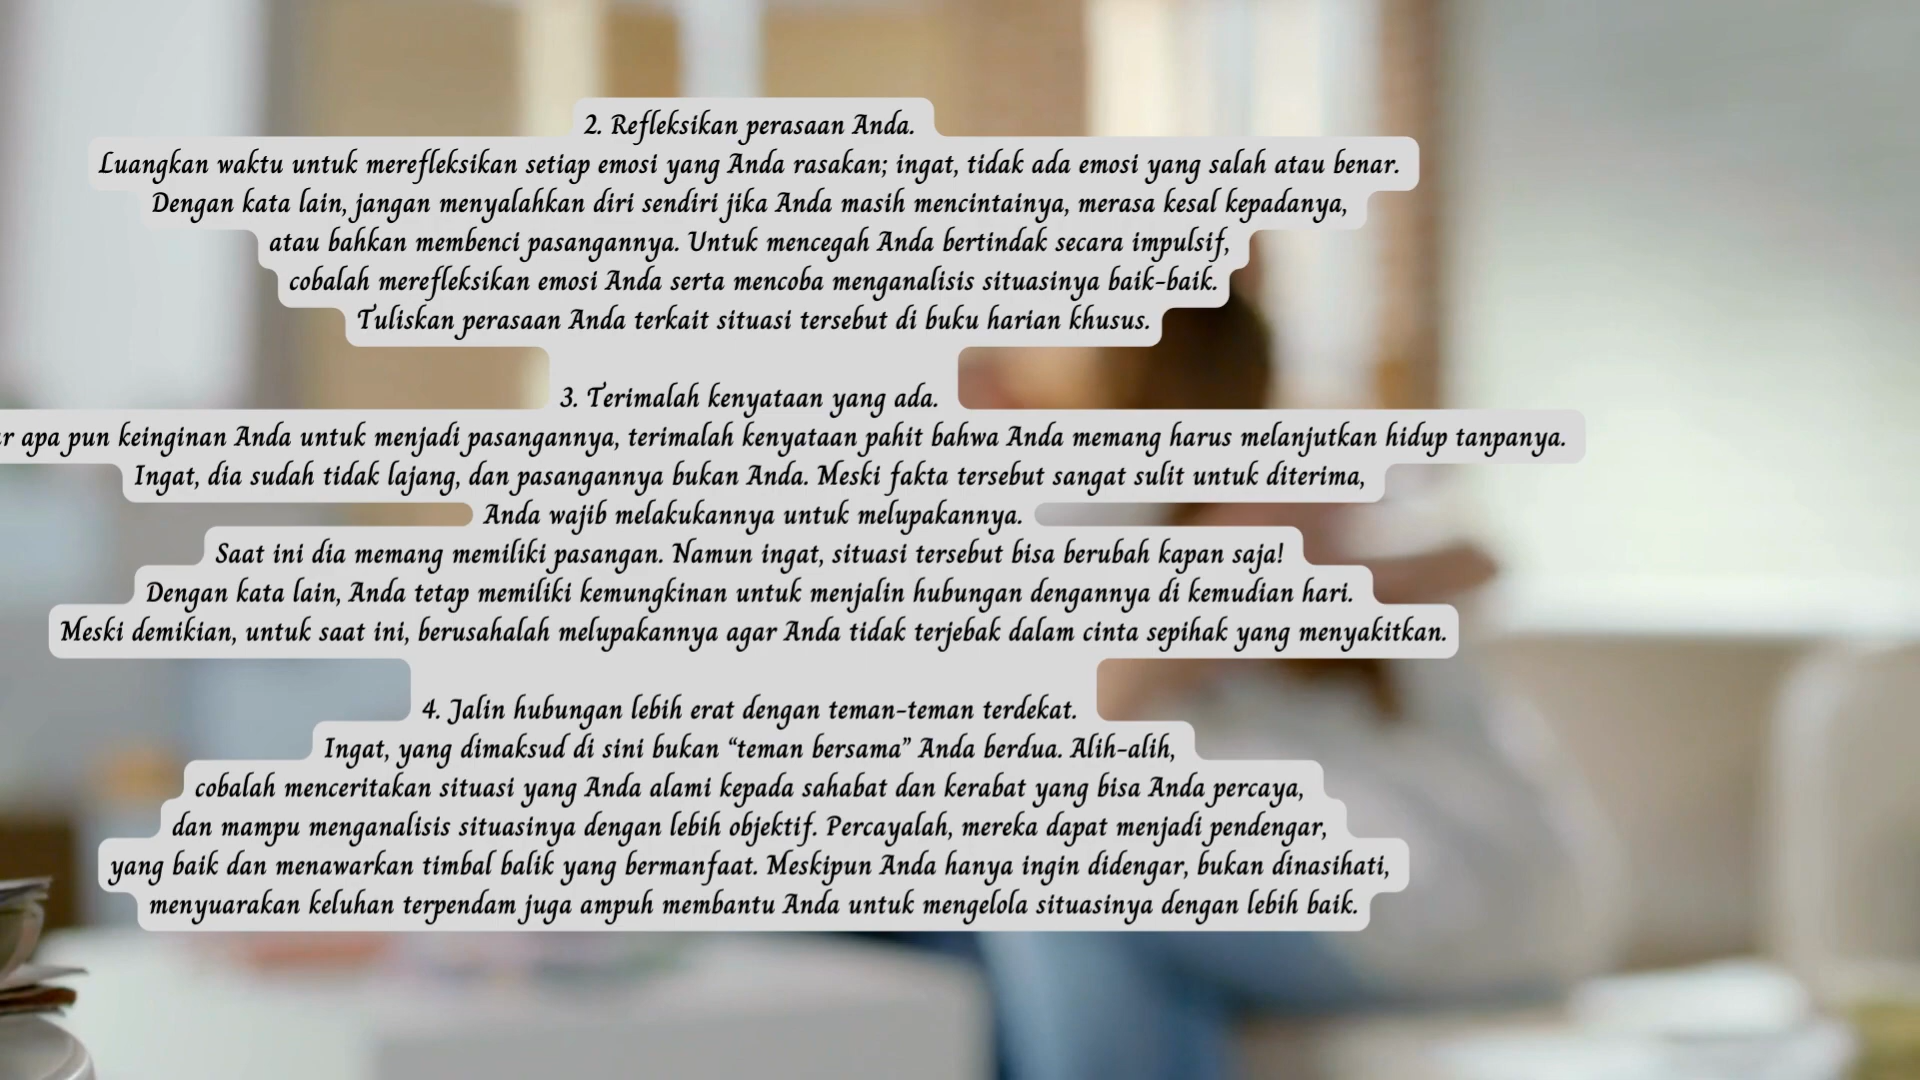 2. Refleksikan perasaan Anda.
Luangkan waktu untuk merefleksikan setiap emosi yang Anda rasakan; ingat, tidak ada emosi yang salah atau benar.
Dengan kata lain, jangan menyalahkan diri sendiri jika Anda masih mencintainya, merasa kesal kepadanya,
atau bahkan membenci pasangannya. Untuk mencegah Anda bertindak secara impulsif,
cobalah merefleksikan emosi Anda serta mencoba menganalisis situasinya baik-baik.
Tuliskan perasaan Anda terkait situasi tersebut di buku harian khusus.
3. Terimalah kenyataan yang ada.
apa pun keinginan Anda untuk menjadi pasangannya, terimalah kenyataan pahit bahwa Anda memang harus melanjutkan hidup tanpanya.
Ingat, dia sudah tidak lajang, dan pasangannya bukan Anda. Meski fakta tersebut sangat sulit untuk diterima,
Anda wajib melakukannya untuk melupakannya.
Saat ini dia memang memiliki pasangan. Namun ingat, situasi tersebut bisa berubah kapan saja!
Dengan kata lain, Anda tetap memiliki kemungkinan untuk menjalin hubungan dengannya di kemudian hari.
Meski demikian, untuk saat ini, berusahalah melupakannya agar Anda tidak terjebak dalam cinta sepihak yang menyakitkan.
4. Jalin hubungan lebih erat dengan teman-teman terdekat.
Ingat, yang dimaksud di sini bukan “teman bersama” Anda berdua. Alih-alih,
cobalah menceritakan situasi yang Anda alami kepada sahabat dan kerabat yang bisa Anda percaya,
dan mampu menganalisis situasinya dengan lebih objektif. Percayalah, mereka dapat menjadi pendengar,
yang baik dan menawarkan timbal balik yang bermanfaat. Meskipun Anda hanya ingin didengar, bukan dinasihati,
menyuarakan keluhan terpendam juga ampuh membantu Anda untuk mengelola situasinya dengan lebih baik.